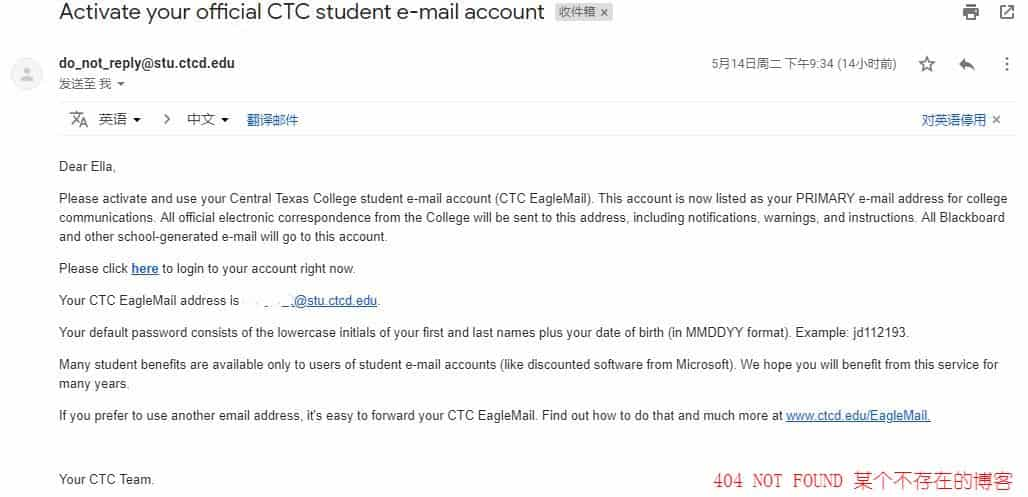 Activate your official CTC student e-mail account 收件箱 ×
do_not_reply@stu.ctcd.edu 5月14日周二 下午9:34 (14小时前)
发送至 我
英语 > 中文 翻译邮件 对英语停用 ×
Dear Ella,
Please activate and use your Central Texas College student e-mail account (CTC EagleMail). This account is now listed as your PRIMARY e-mail address for college
communications. All official electronic correspondence from the College will be sent to this address, including notifications, warnings, and instructions. All Blackboard
and other school-generated e-mail will go to this account.
Please click here to login to your account right now.
Your CTC EagleMail address is @stu.ctcd.edu.
Your default password consists of the lowercase initials of your first and last names plus your date of birth (in MMDDYY format). Example: jd112193.
Many student benefits are available only to users of student e-mail accounts (like discounted software from Microsoft). We hope you will benefit from this service for
many years.
If you prefer to use another email address, it's easy to forward your CTC EagleMail. Find out how to do that and much more at www.ctcd.edu/EagleMail.
Your CTC Team.
404 NOT FOUND 某个不存在的博客